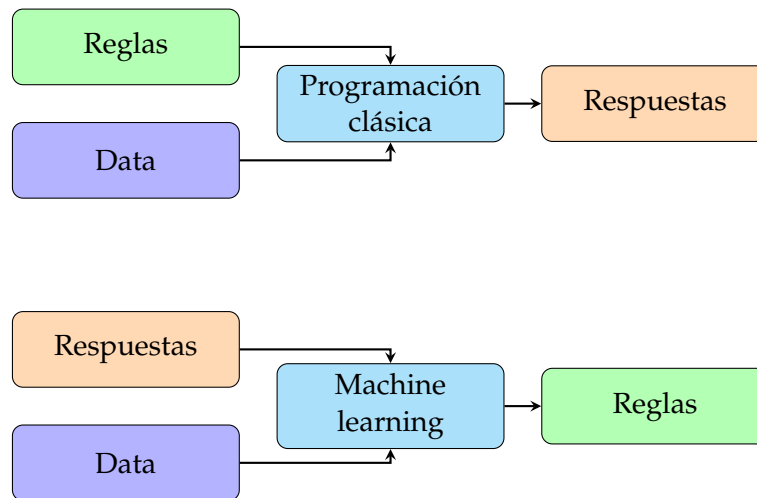 Reglas
Data
Programación
clásica
Respuestas
Respuestas
Data
Machine
learning
Reglas